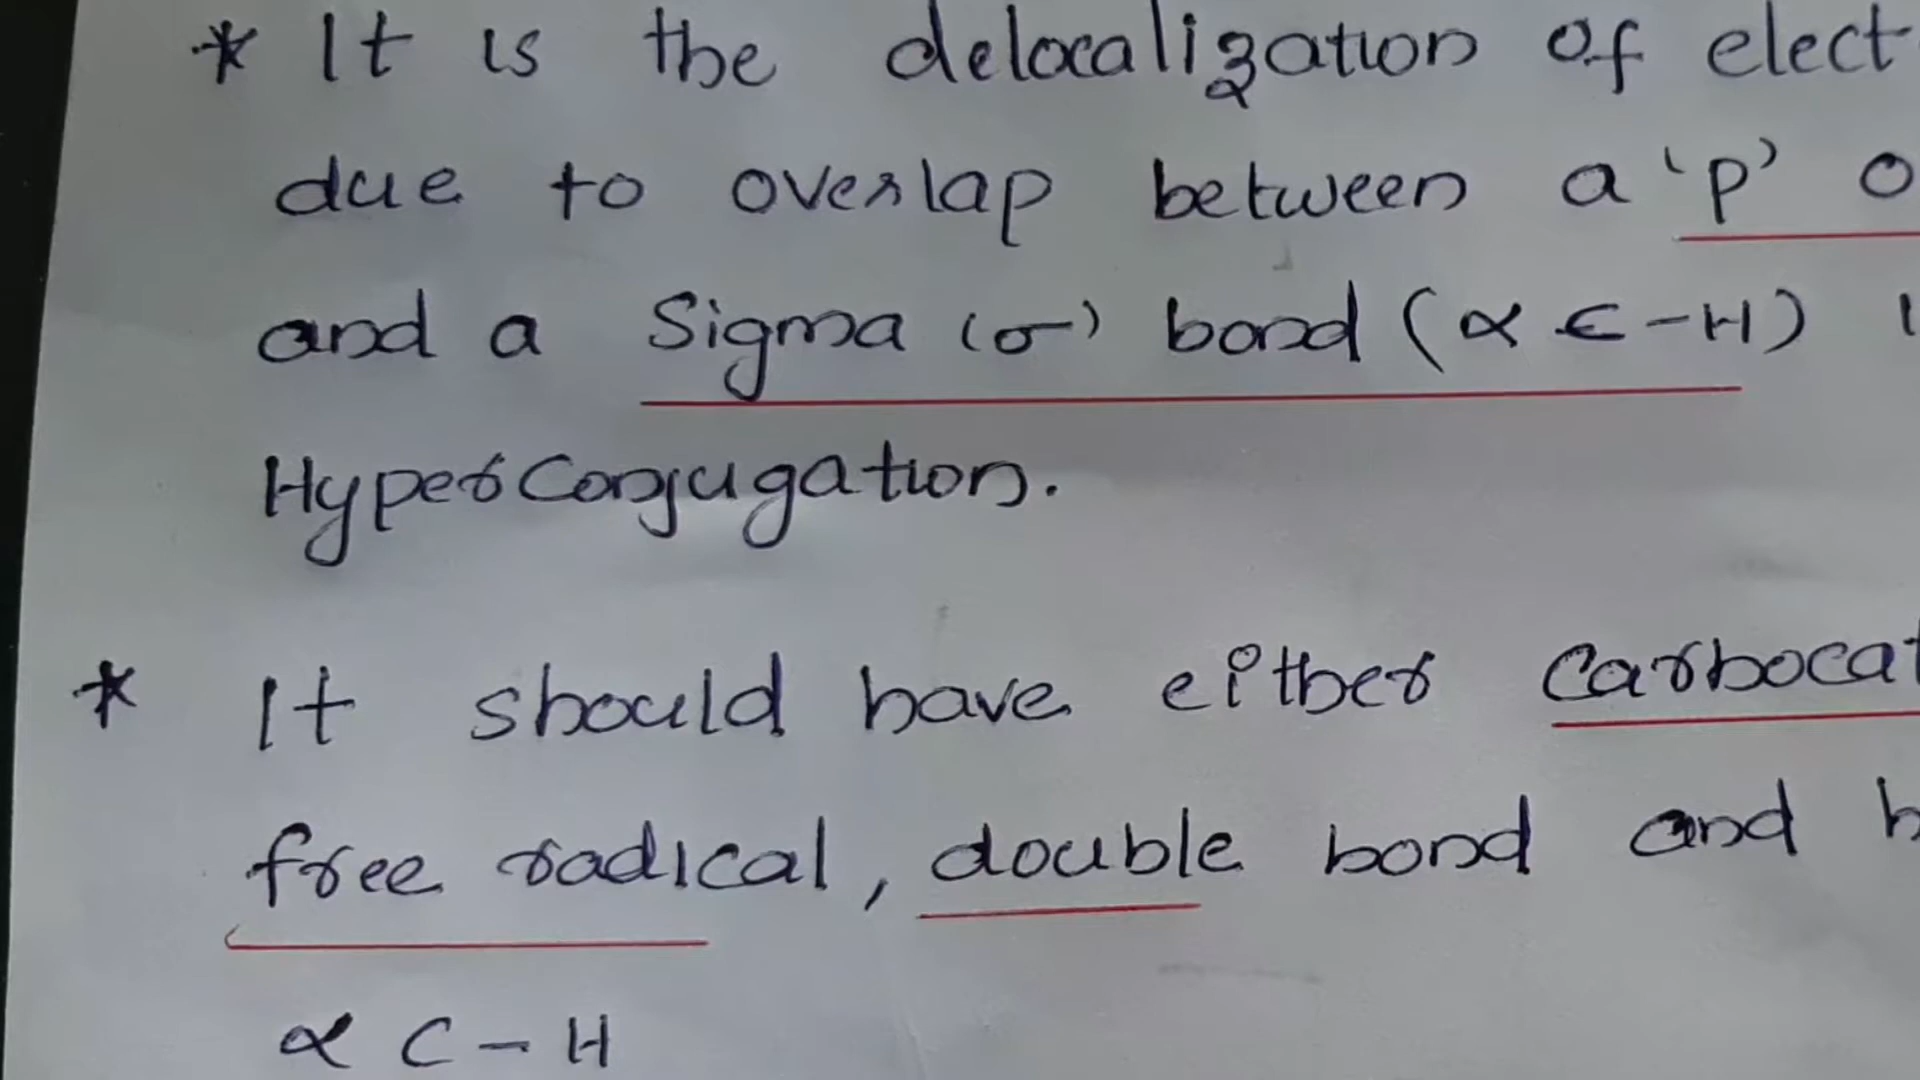 * It is the delocalization of elect
due to overlap between a 'p' o
and a Sigma (σ) bond (α C-H)
HyperConjugation.
* It should have either Carbocat
free radical, double bond and h
α C-H